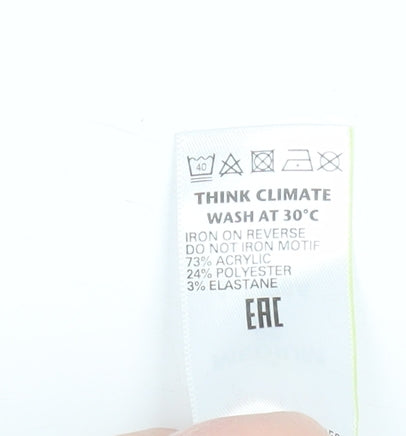 40
THINK CLIMATE
WASH AT 30°C
IRON ON REVERSE
DO NOT IRON MOTIF
73% ACRYLIC
24% POLYESTER
3% ELASTANE
EAC